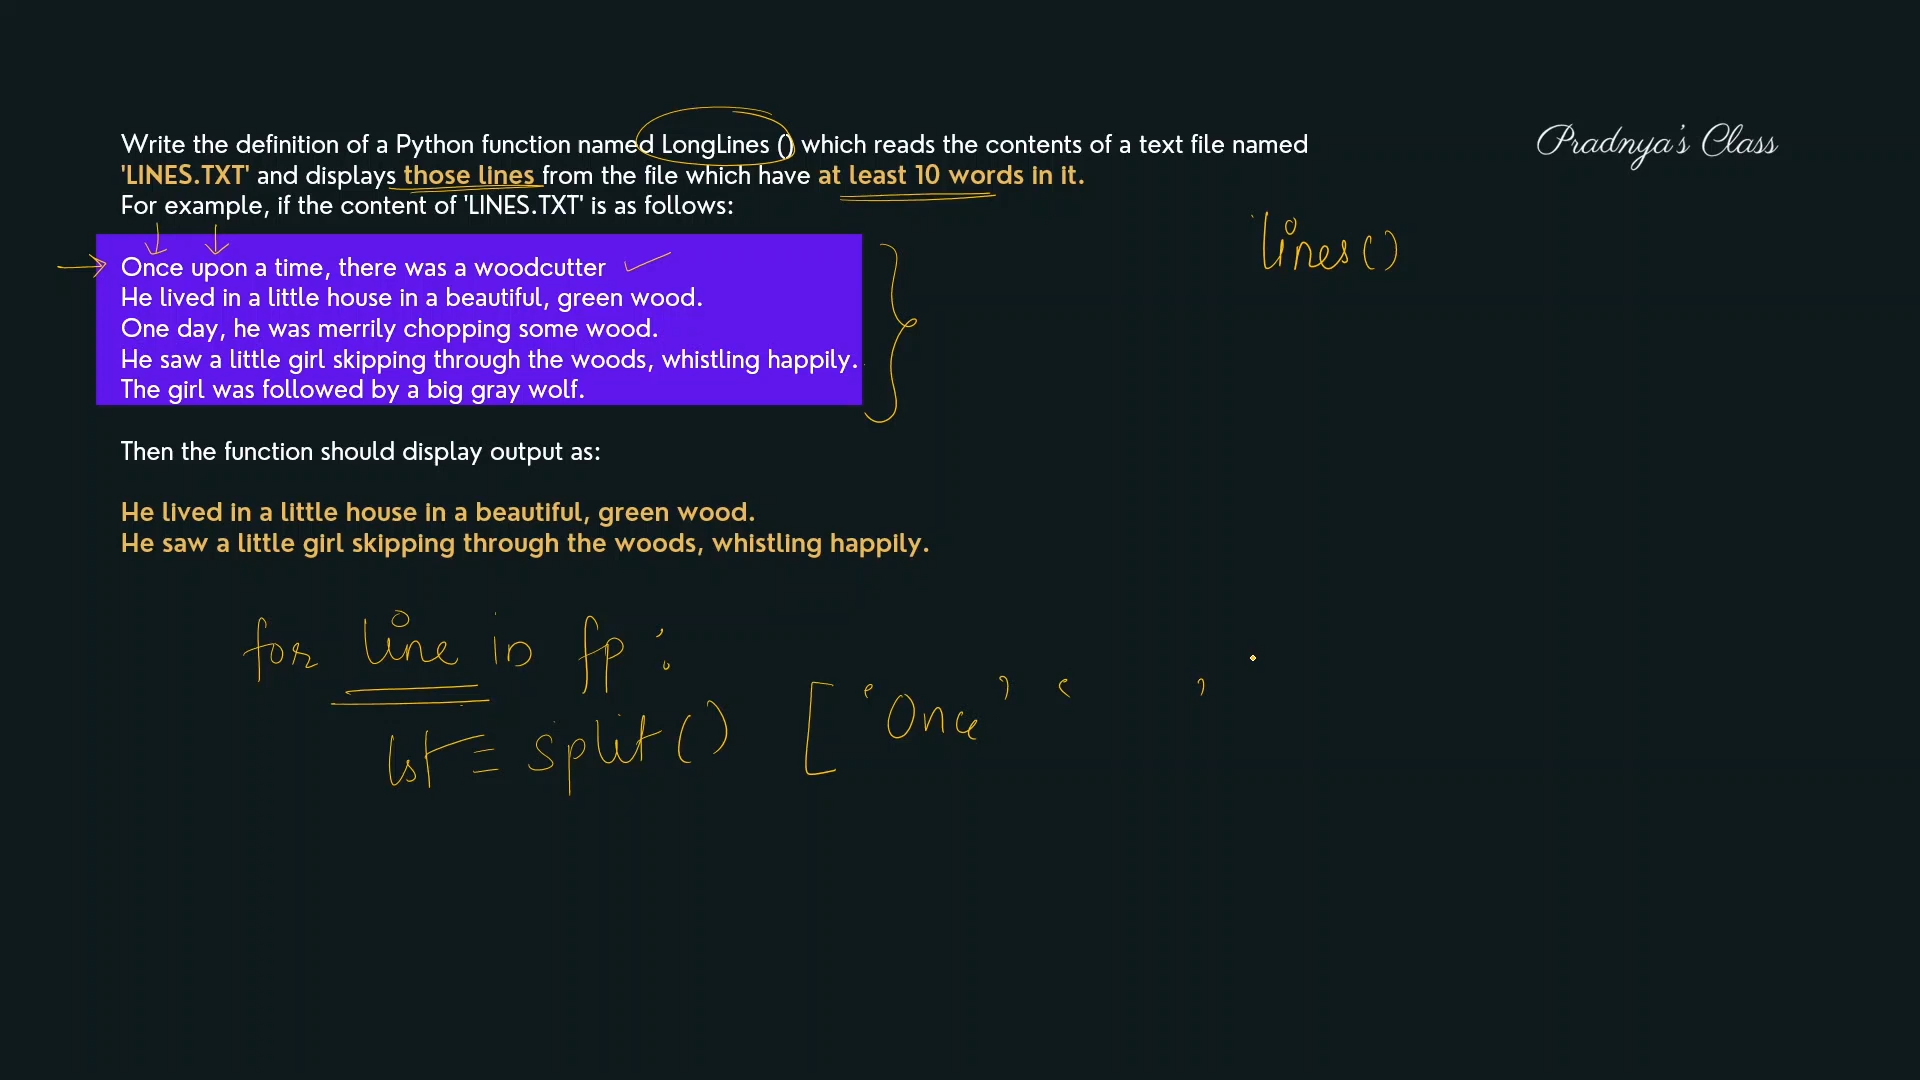 Write the definition of a Python function named LongLines () which reads the contents of a text file named
'LINES.TXT' and displays those lines from the file which have at least 10 words in it.
For example, if the content of 'LINES.TXT' is as follows:
Pradnya's Class
lines()
Once upon a time, there was a woodcutter
He lived in a little house in a beautiful, green wood.
One day, he was merrily chopping some wood.
He saw a little girl skipping through the woods, whistling happily.
The girl was followed by a big gray wolf.
Then the function should display output as:
He lived in a little house in a beautiful, green wood.
He saw a little girl skipping through the woods, whistling happily.
for line in fp :
lst = split() [ 'Once' ' '